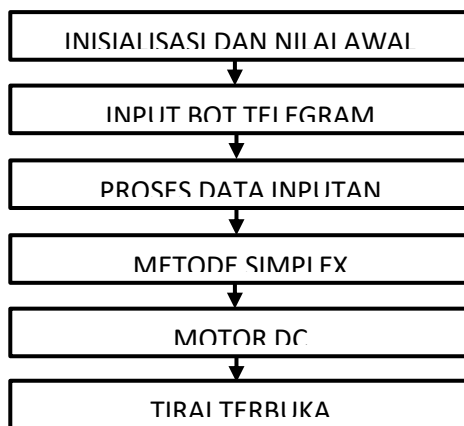 INISIALISASI DAN NILAI AWAL
INPUT BOT TELEGRAM
PROSES DATA INPUTAN
METODE SIMPLEX
MOTOR DC
TIRAI TERBUKA